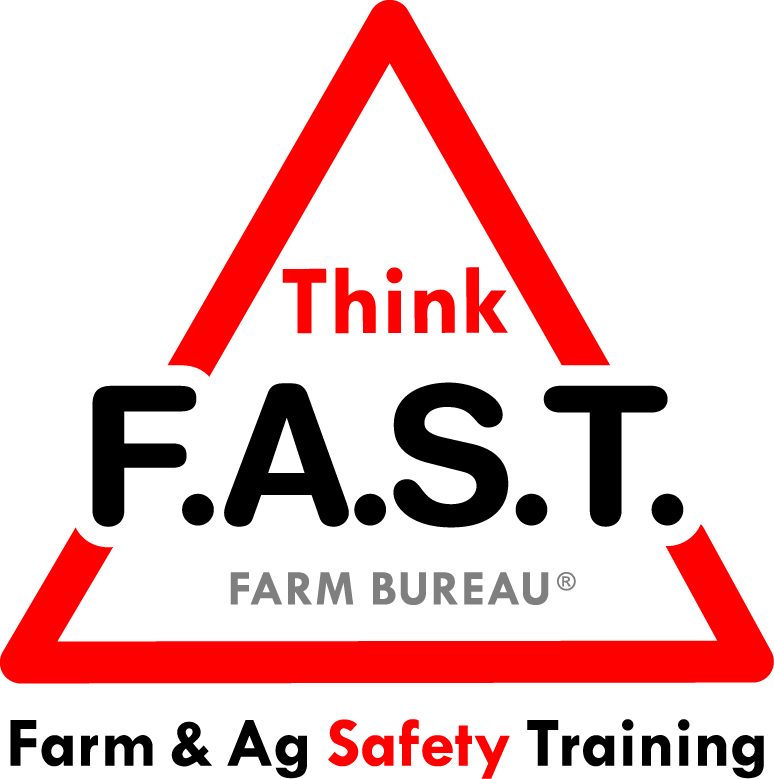 Think
F.A.S.T.
FARM BUREAU®
Farm & Ag Safety Training